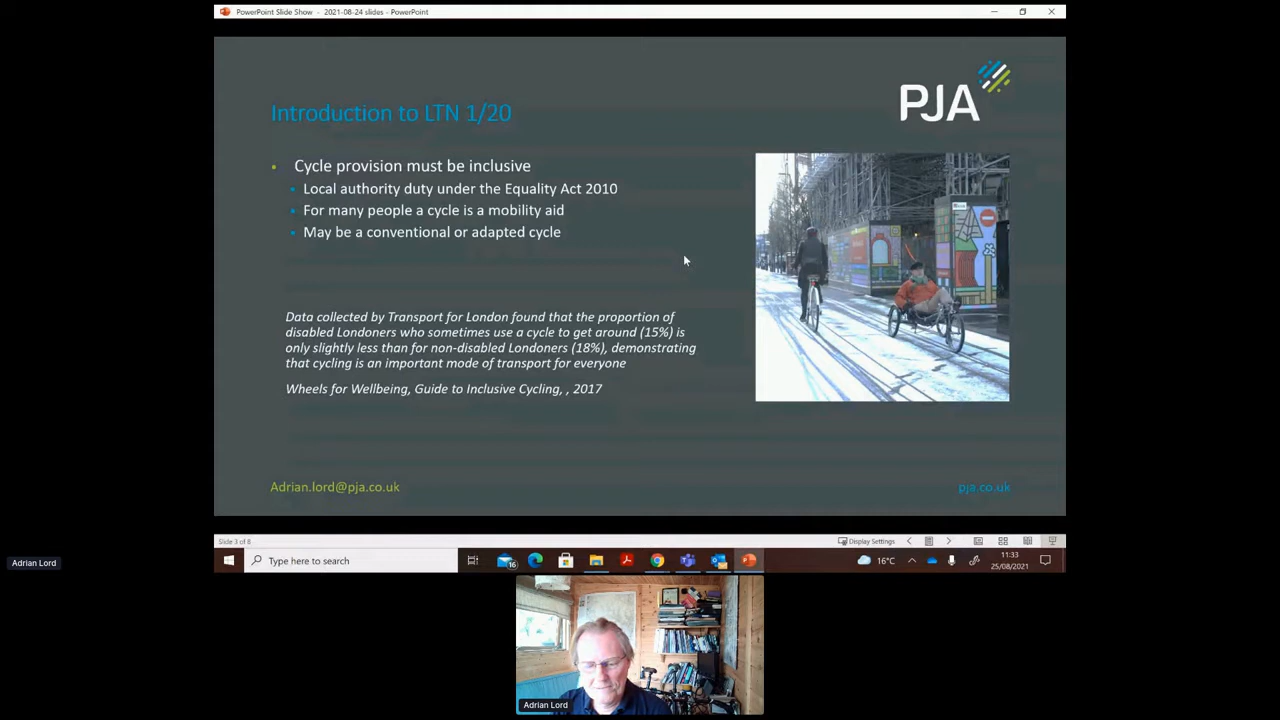 PowerPoint Slide Show - 2021-08-24 slides - PowerPoint
PJA
Introduction to LTN 1/20
Cycle provision must be inclusive
Local authority duty under the Equality Act 2010
For many people a cycle is a mobility aid
May be a conventional or adapted cycle
Data collected by Transport for London found that the proportion of
disabled Londoners who sometimes use a cycle to get around (15%) is
only slightly less than for non-disabled Londoners (18%), demonstrating
that cycling is an important mode of transport for everyone
Wheels for Wellbeing, Guide to Inclusive Cycling, , 2017
Adrian.lord@pja.co.uk
pja.co.uk
Slide 3 of 8
Display Settings
Type here to search
16
16°C
11:33
25/08/2021
Adrian Lord
Adrian Lord